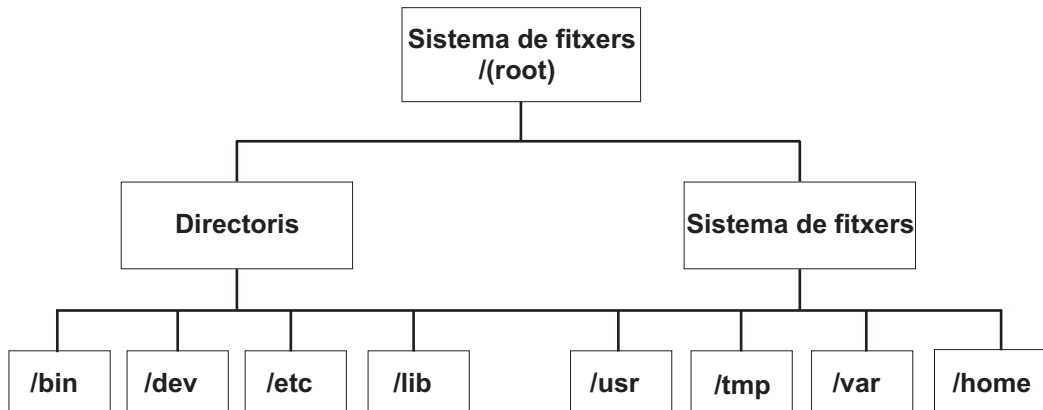 Sistema de fitxers
/(root)
Directoris
Sistema de fitxers
/bin
/dev
/etc
/lib
/usr
/tmp
/var
/home